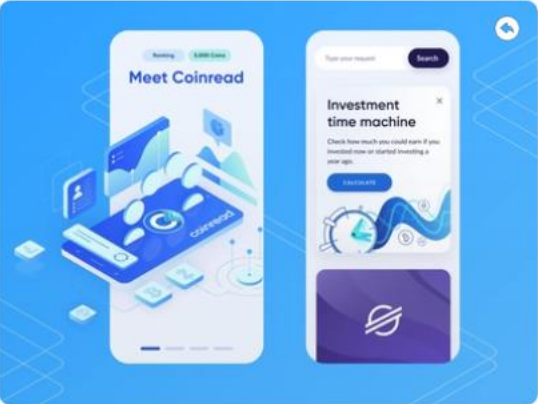 Ranking
5,000 Coins
Meet Coinread
coinread
Type your request
Search
Investment
time machine
Check how much you could earn if you
invested now or started investing a
year ago.
CALCULATE